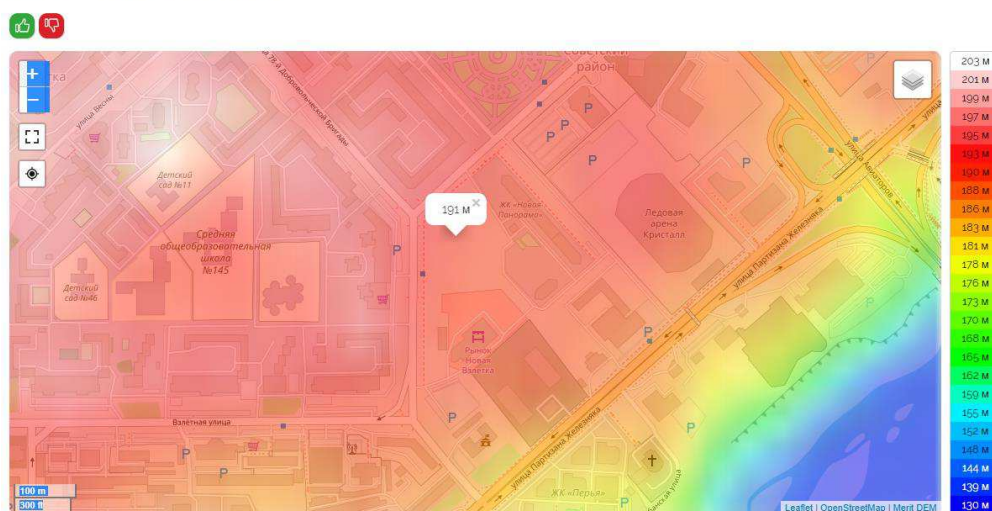 Советский
район
+
−
улица Весны
улица 78-й Добровольческой Бригады
Детский
сад №11
Средняя
общеобразовательная
школа
№145
Детский
сад №46
191 м ×
ЖК «Новая
Панорама»
Ледовая
арена
Кристалл
улица Авиаторов
улица Партизана Железняка
Рынок
Новая
Взлетка
Взлётная улица
улица Партизана Железняка
ЖК «Перья»
P
P
P
P
P
P
P
P
P
P
P
P
100 m
300 ft
Leaflet | OpenStreetMap | Merit DEM
203 м
201 м
199 м
197 м
195 м
193 м
190 м
188 м
186 м
183 м
181 м
178 м
176 м
173 м
170 м
168 м
165 м
162 м
159 м
155 м
152 м
148 м
144 м
139 м
130 м